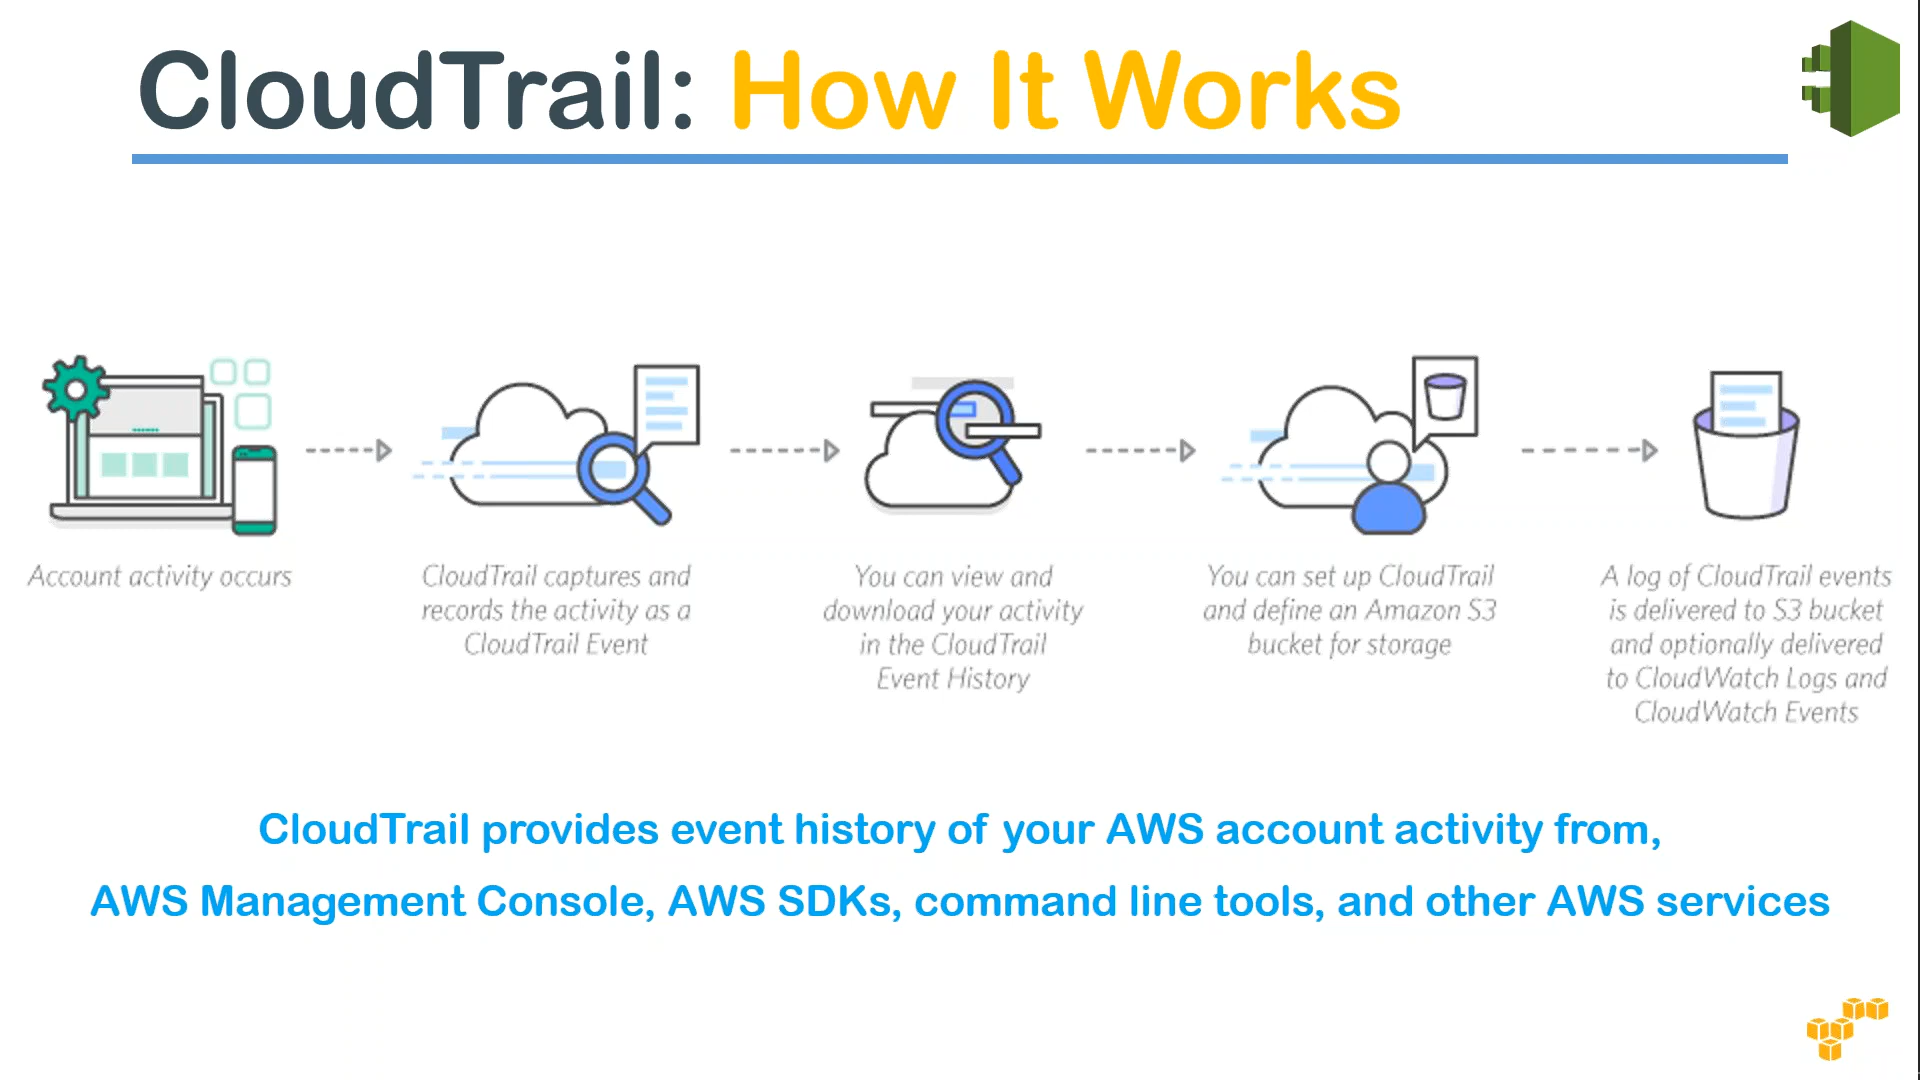 CloudTrail: How It Works
Account activity occurs
CloudTrail captures and
records the activity as a
CloudTrail Event
You can view and
download your activity
in the CloudTrail
Event History
You can set up CloudTrail
and define an Amazon S3
bucket for storage
A log of CloudTrail events
is delivered to S3 bucket
and optionally delivered
to CloudWatch Logs and
CloudWatch Events
CloudTrail provides event history of your AWS account activity from,
AWS Management Console, AWS SDKs, command line tools, and other AWS services